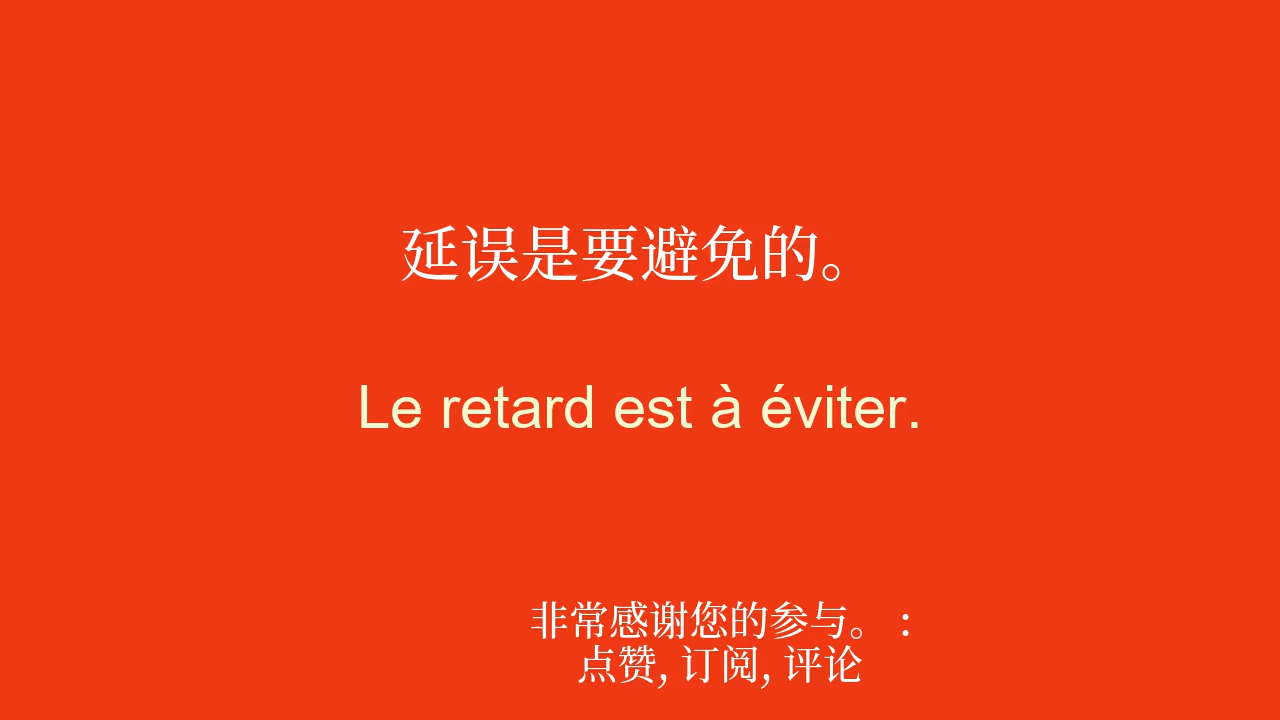 延误是要避免的。
Le retard est à éviter.
非常感谢您的参与。 :
点赞, 订阅, 评论